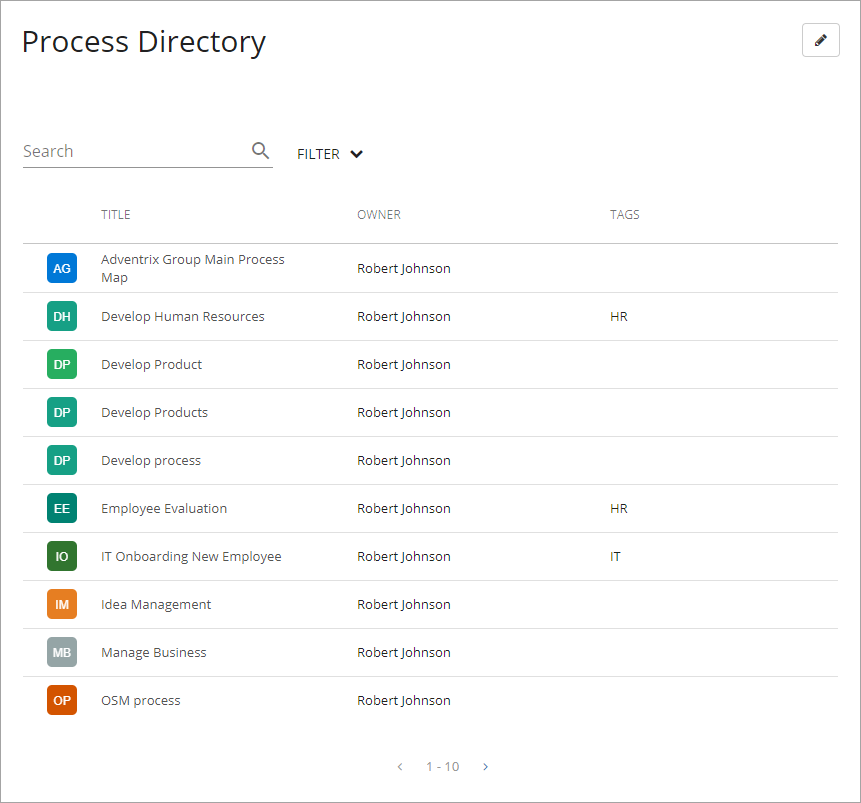 Process Directory
Search
FILTER
TITLE OWNER TAGS
AG Adventrix Group Main Process Map Robert Johnson
DH Develop Human Resources Robert Johnson HR
DP Develop Product Robert Johnson
DP Develop Products Robert Johnson
DP Develop process Robert Johnson
EE Employee Evaluation Robert Johnson HR
IO IT Onboarding New Employee Robert Johnson IT
IM Idea Management Robert Johnson
MB Manage Business Robert Johnson
OP OSM process Robert Johnson
1 - 10